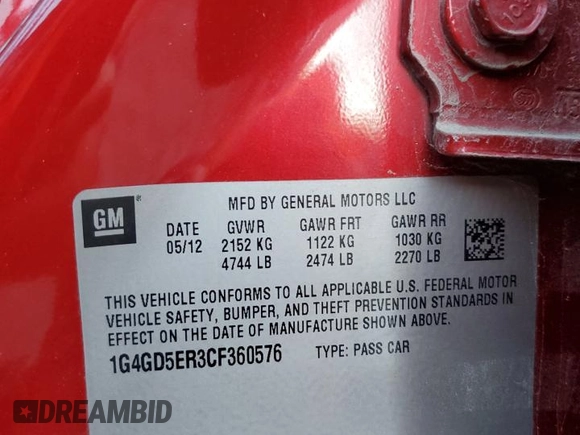 MFD BY GENERAL MOTORS LLC
GM
DATE GVWR GAWR FRT GAWR RR
05/12 2152 KG 1122 KG 1030 KG
4744 LB 2474 LB 2270 LB
THIS VEHICLE CONFORMS TO ALL APPLICABLE U.S. FEDERAL MOTOR
VEHICLE SAFETY, BUMPER, AND THEFT PREVENTION STANDARDS IN
EFFECT ON THE DATE OF MANUFACTURE SHOWN ABOVE.
1G4GD5ER3CF360576 TYPE: PASS CAR
DREAMBID